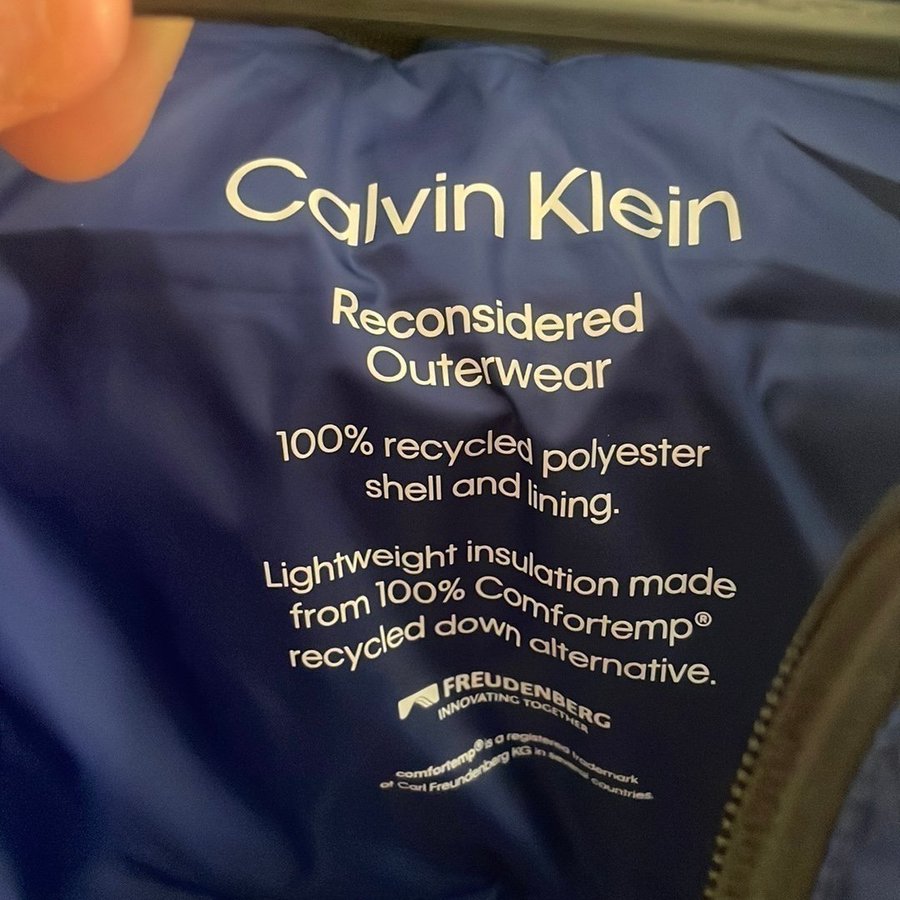 Calvin Klein
Reconsidered
Outerwear
100% recycled polyester
shell and lining.
Lightweight insulation made
from 100% Comfortemp®
recycled down alternative.
FREUDENBERG
INNOVATING TOGETHER
comfortemp® is a registered trademark
of Carl Freundenberg KG in several countries.